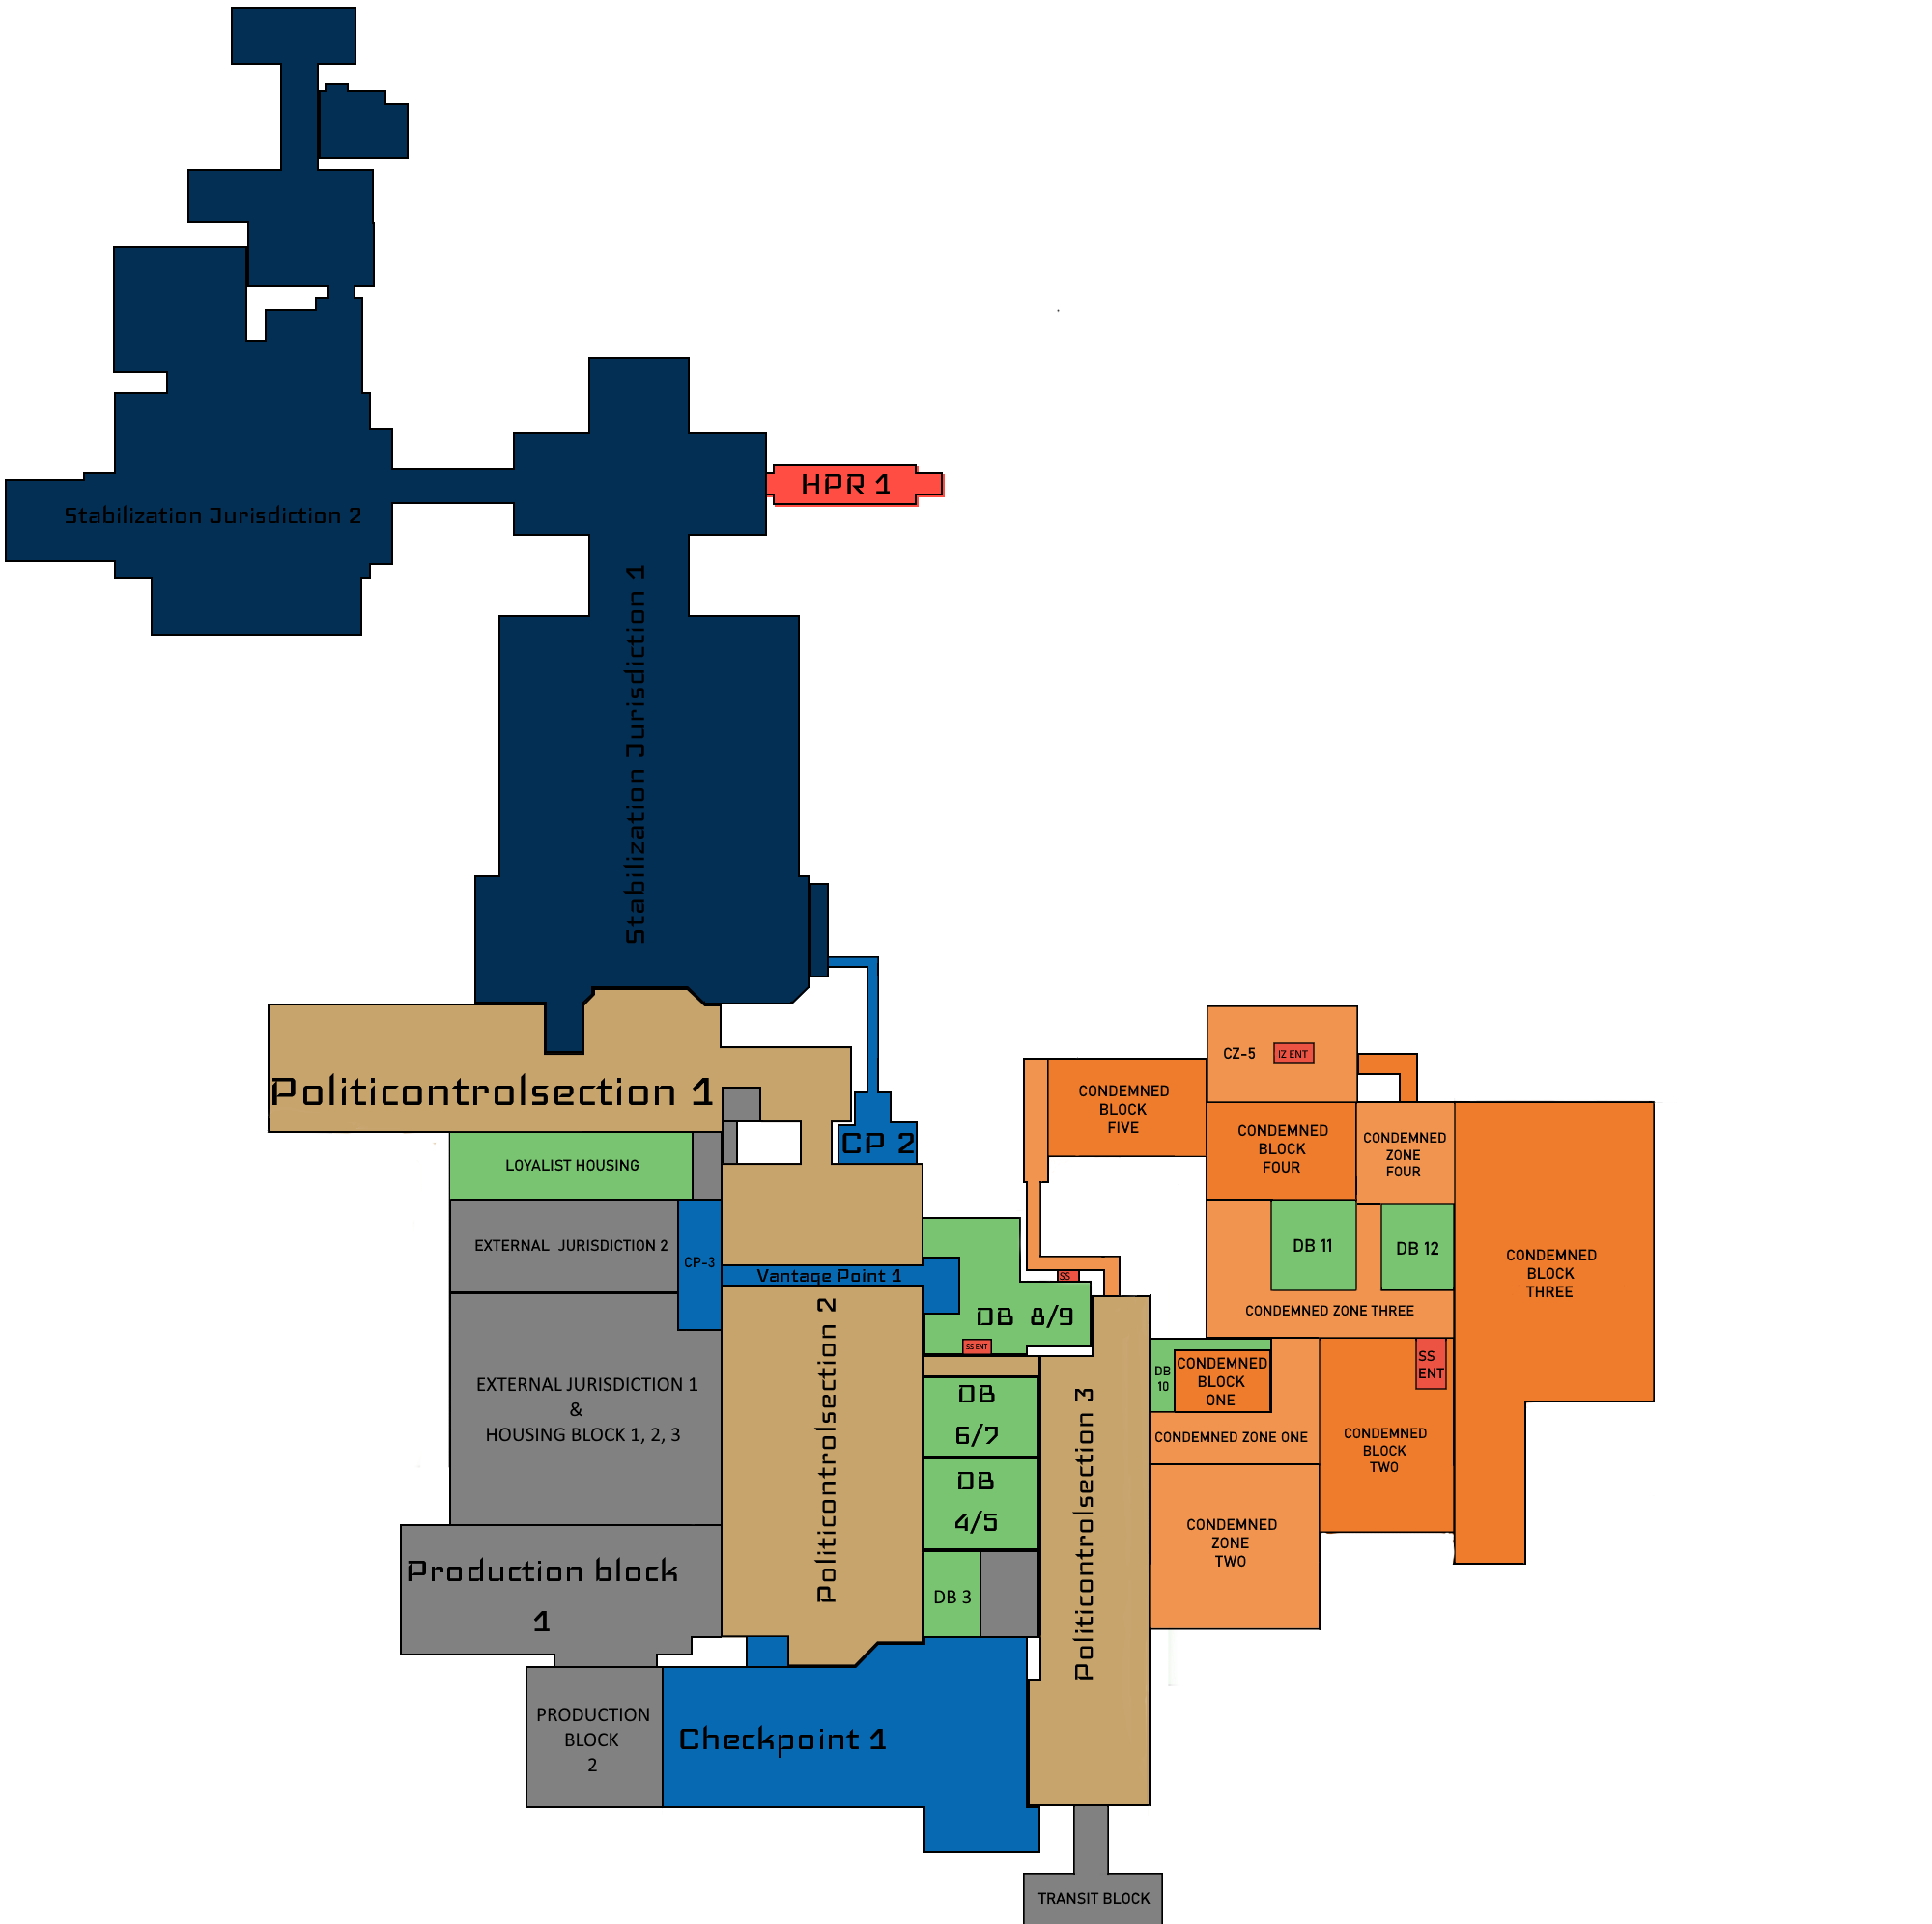 HPR 1
Stabilization Jurisdiction 2
Stabilization Jurisdiction 1
Politicontrolsection 1
CP 2
LOYALIST HOUSING
EXTERNAL JURISDICTION 2
CP-3
Vantage Point 1
Politicontrolsection 2
EXTERNAL JURISDICTION 1
&
HOUSING BLOCK 1, 2, 3
Production block
1
PRODUCTION
BLOCK
2
Checkpoint 1
DB 8/9
SS ENT
SS
DB
6/7
DB
4/5
DB 3
Politicontrolsection 3
TRANSIT BLOCK
CONDEMNED
BLOCK
FIVE
CZ-5
IZ ENT
CONDEMNED
BLOCK
FOUR
CONDEMNED
ZONE
FOUR
DB 11
DB 12
CONDEMNED ZONE THREE
CONDEMNED
BLOCK
THREE
DB
10
CONDEMNED
BLOCK
ONE
CONDEMNED ZONE ONE
SS
ENT
CONDEMNED
BLOCK
TWO
CONDEMNED
ZONE
TWO